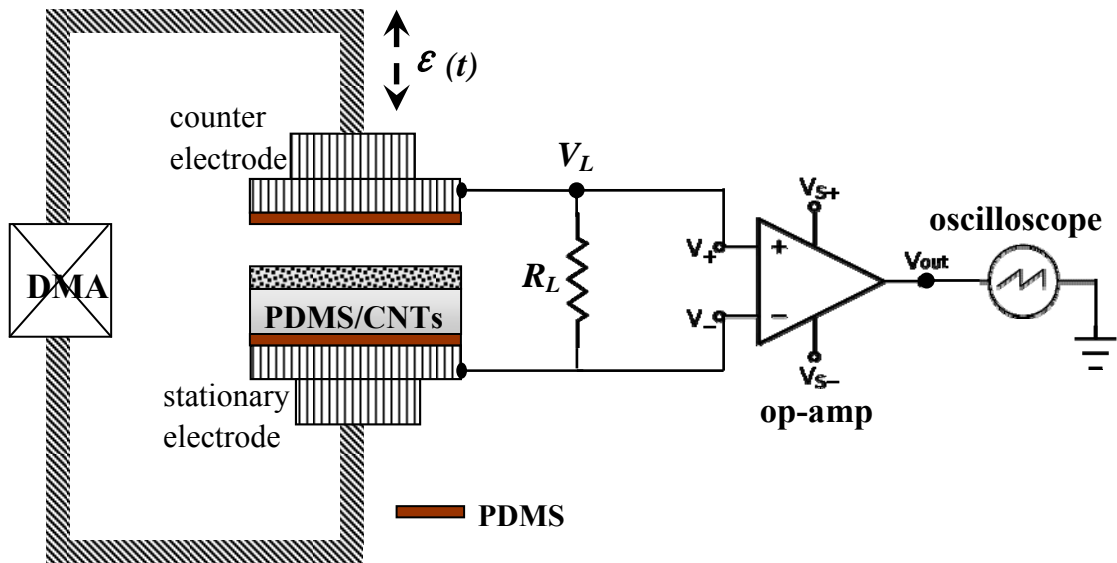 ε (t)
counter
electrode
V_L
V_S+
oscilloscope
DMA
V_+
+
R_L
V_out
PDMS/CNTs
V_−
−
V_S−
stationary
electrode
op-amp
PDMS